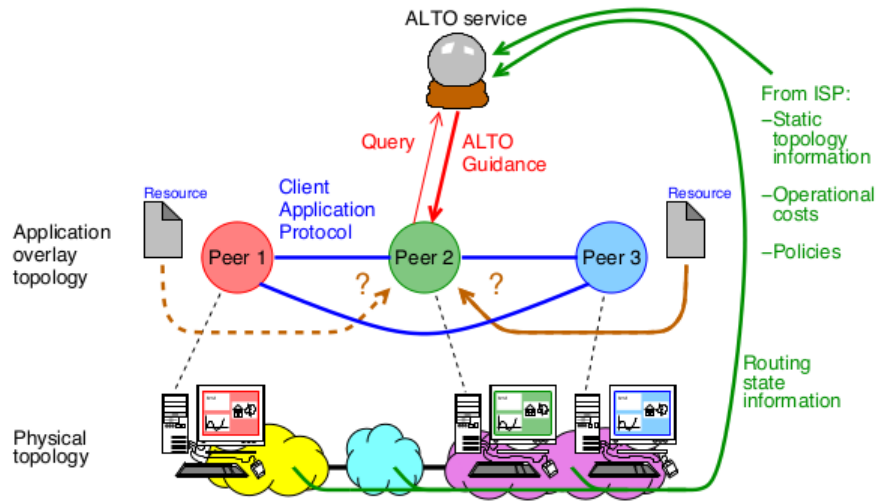 ALTO service
From ISP:
–Static
topology
information
–Operational
costs
–Policies
Query
ALTO
Guidance
Resource
Client
Application
Protocol
Resource
Application
overlay
topology
Peer 1
Peer 2
Peer 3
?
?
Routing
state
information
Physical
topology